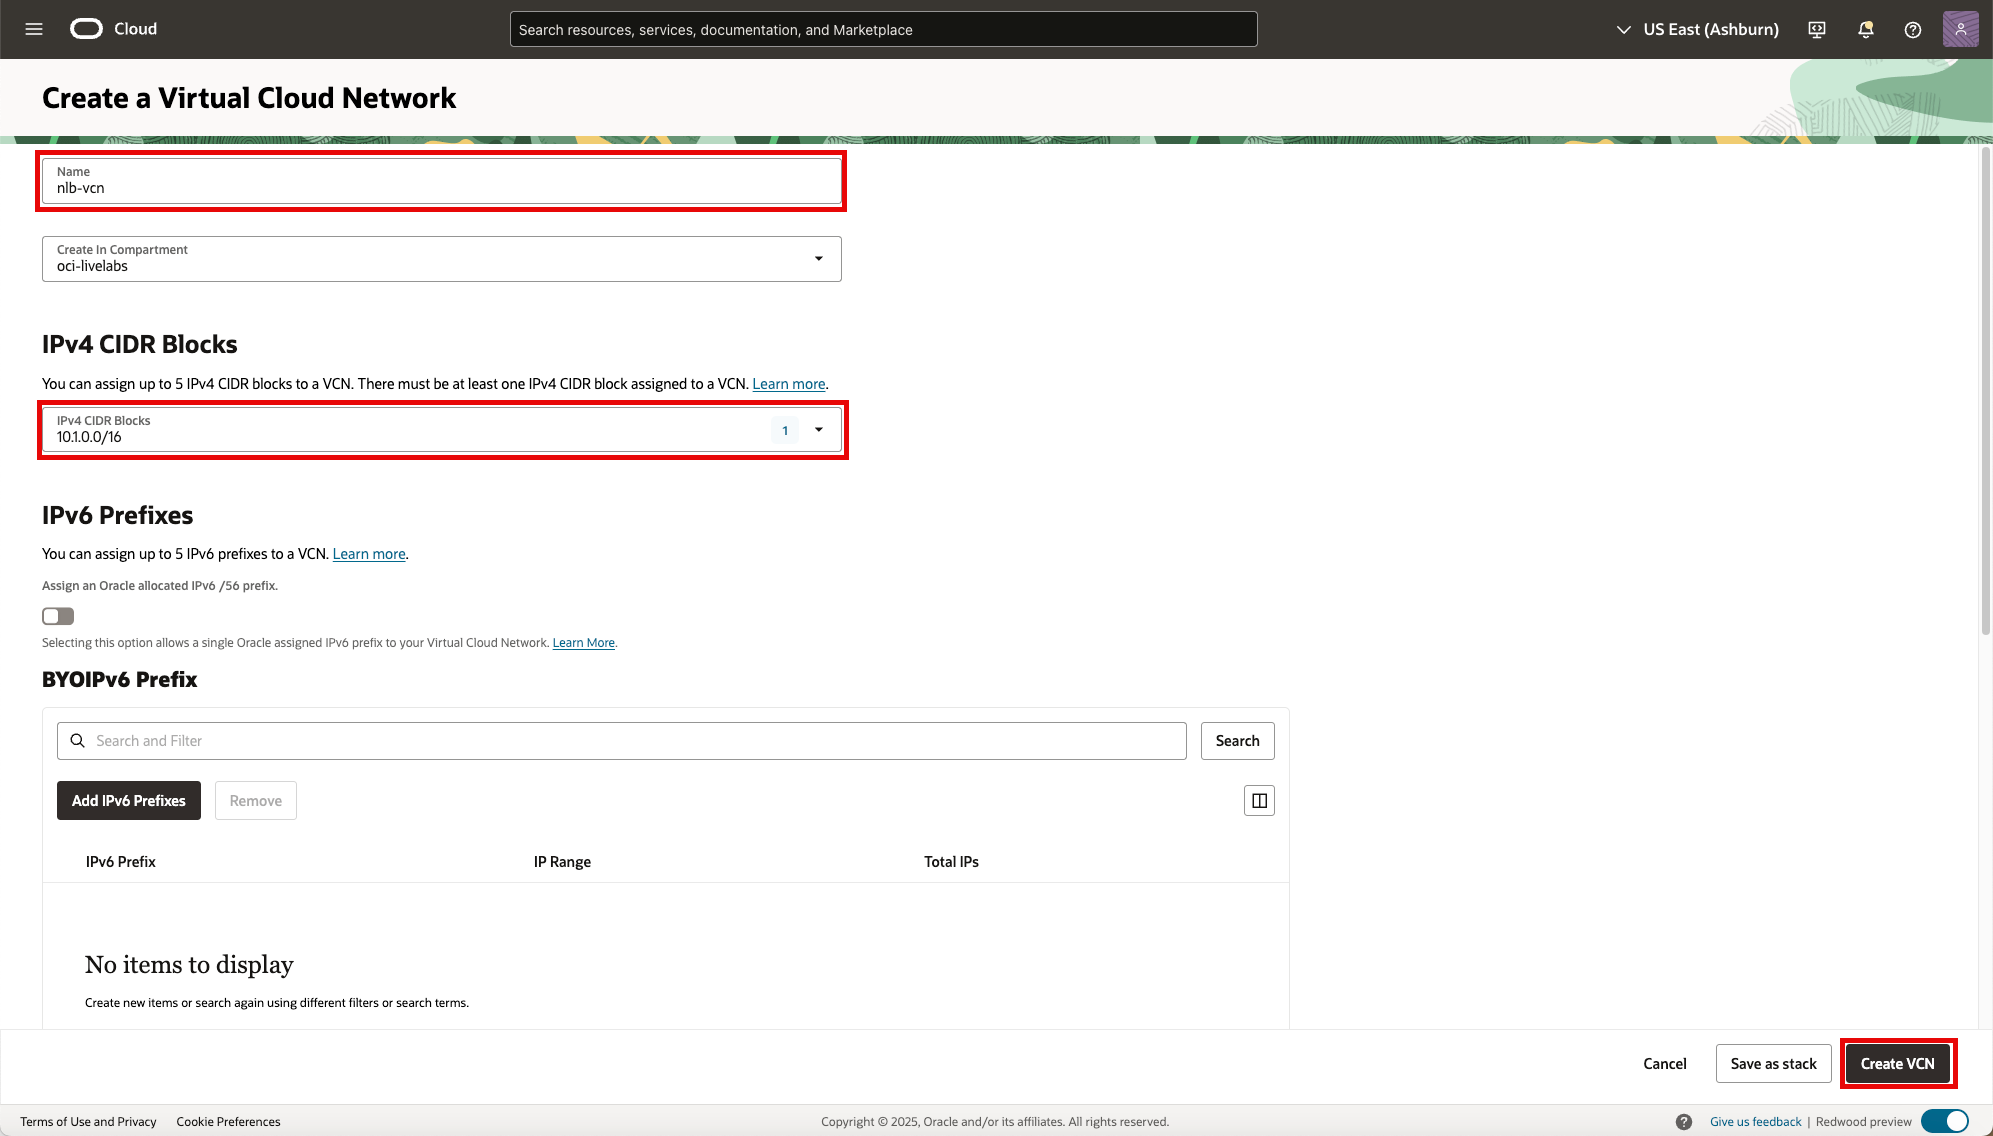 Cloud
Search resources, services, documentation, and Marketplace
US East (Ashburn)
Create a Virtual Cloud Network
Name
nlb-vcn
Create In Compartment
oci-livelabs
IPv4 CIDR Blocks
You can assign up to 5 IPv4 CIDR blocks to a VCN. There must be at least one IPv4 CIDR block assigned to a VCN. Learn more.
IPv4 CIDR Blocks
10.1.0.0/16
1
IPv6 Prefixes
You can assign up to 5 IPv6 prefixes to a VCN. Learn more.
Assign an Oracle allocated IPv6 /56 prefix.
Selecting this option allows a single Oracle assigned IPv6 prefix to your Virtual Cloud Network. Learn More.
BYOIPv6 Prefix
Search and Filter
Search
Add IPv6 Prefixes
Remove
IPv6 Prefix IP Range Total IPs
No items to display
Create new items or search again using different filters or search terms.
Cancel
Save as stack
Create VCN
Terms of Use and Privacy Cookie Preferences Copyright © 2025, Oracle and/or its affiliates. All rights reserved. Give us feedback | Redwood preview